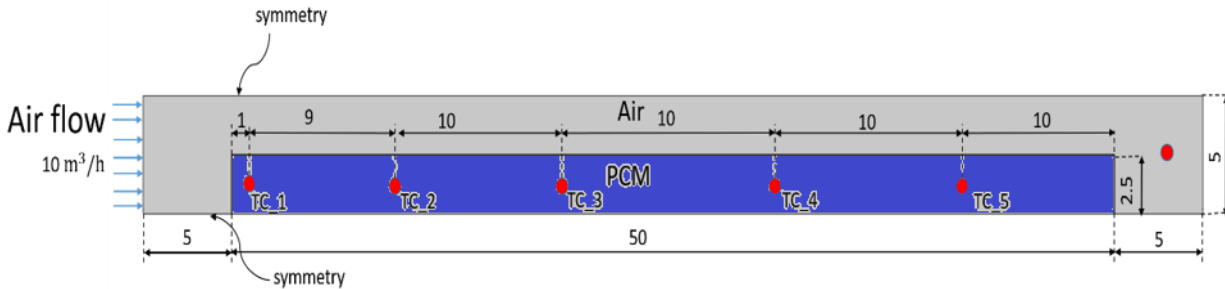 symmetry
Air flow
10 m³/h
Air
1 9 10 10 10 10
PCM
TC_1 TC_2 TC_3 TC_4 TC_5
2.5
5
5 50 5
symmetry